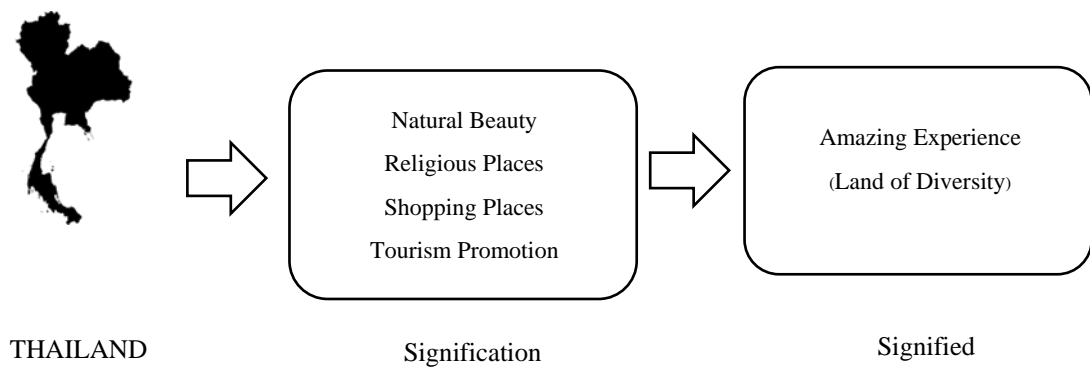 Natural Beauty
Religious Places
Shopping Places
Tourism Promotion
Amazing Experience
(Land of Diversity)
THAILAND
Signification
Signified